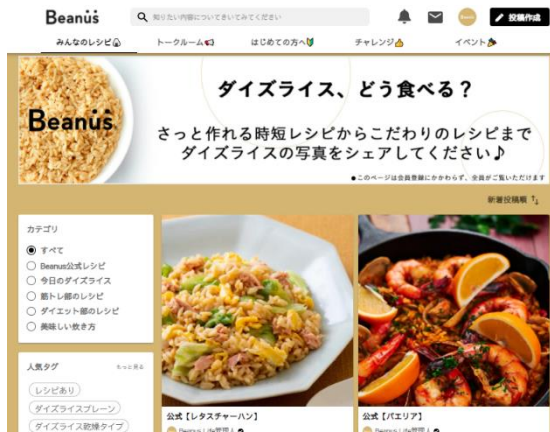 Beanus
知りたい内容についてきいてみてください
投稿作成
みんなのレシピ
トークルーム
はじめての方へ
チャレンジ
イベント
Beanus
ダイズライス、どう食べる？
さっと作れる時短レシピからこだわりのレシピまで
ダイズライスの写真をシェアしてください♪
●このページは会員登録にかかわらず、全員がご覧いただけます
新着投稿順
カテゴリ
すべて
Beanus公式レシピ
今日のダイズライス
筋トレ部のレシピ
ダイエット部のレシピ
美味しい炊き方
人気タグ
もっと見る
レシピあり
ダイズライスプレーン
ダイズライス乾燥タイプ
公式【レタスチャーハン】
公式【パエリア】